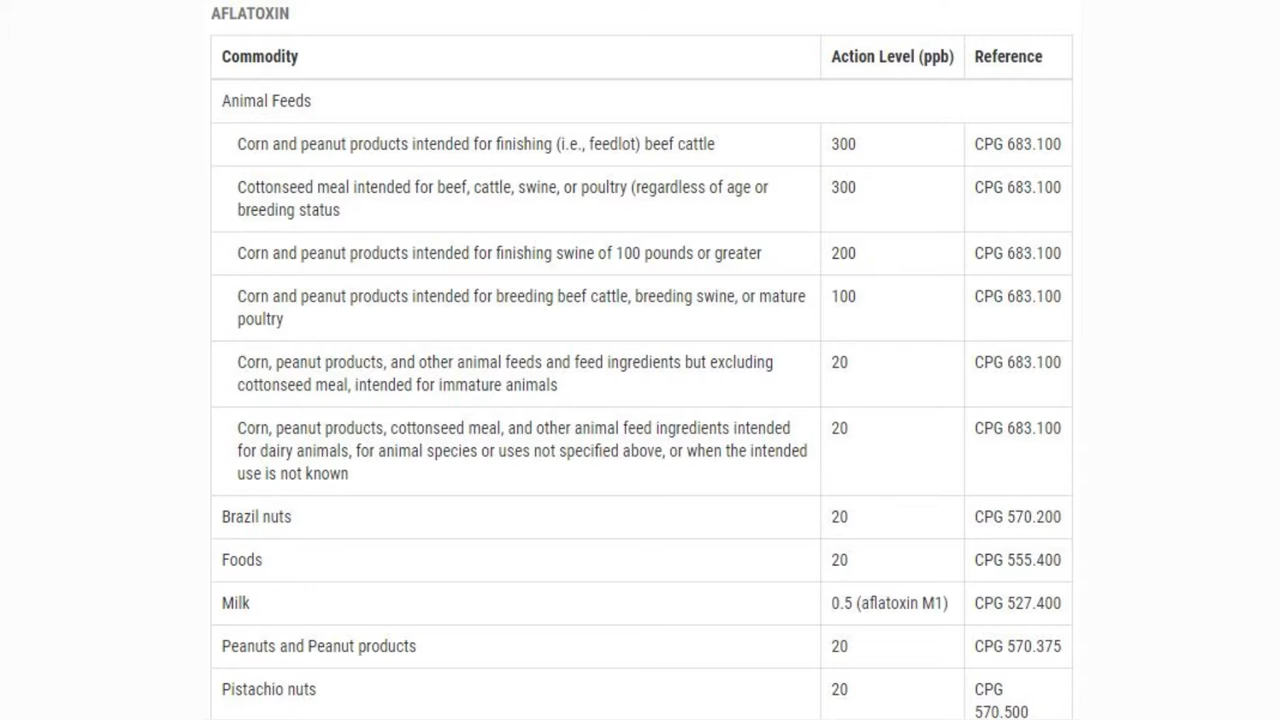 AFLATOXIN
Commodity Action Level (ppb) Reference
Animal Feeds
Corn and peanut products intended for finishing (i.e., feedlot) beef cattle 300 CPG 683.100
Cottonseed meal intended for beef, cattle, swine, or poultry (regardless of age or 300 CPG 683.100
breeding status
Corn and peanut products intended for finishing swine of 100 pounds or greater 200 CPG 683.100
Corn and peanut products intended for breeding beef cattle, breeding swine, or mature 100 CPG 683.100
poultry
Corn, peanut products, and other animal feeds and feed ingredients but excluding 20 CPG 683.100
cottonseed meal, intended for immature animals
Corn, peanut products, cottonseed meal, and other animal feed ingredients intended 20 CPG 683.100
for dairy animals, for animal species or uses not specified above, or when the intended
use is not known
Brazil nuts 20 CPG 570.200
Foods 20 CPG 555.400
Milk 0.5 (aflatoxin M1) CPG 527.400
Peanuts and Peanut products 20 CPG 570.375
Pistachio nuts 20 CPG
570.500